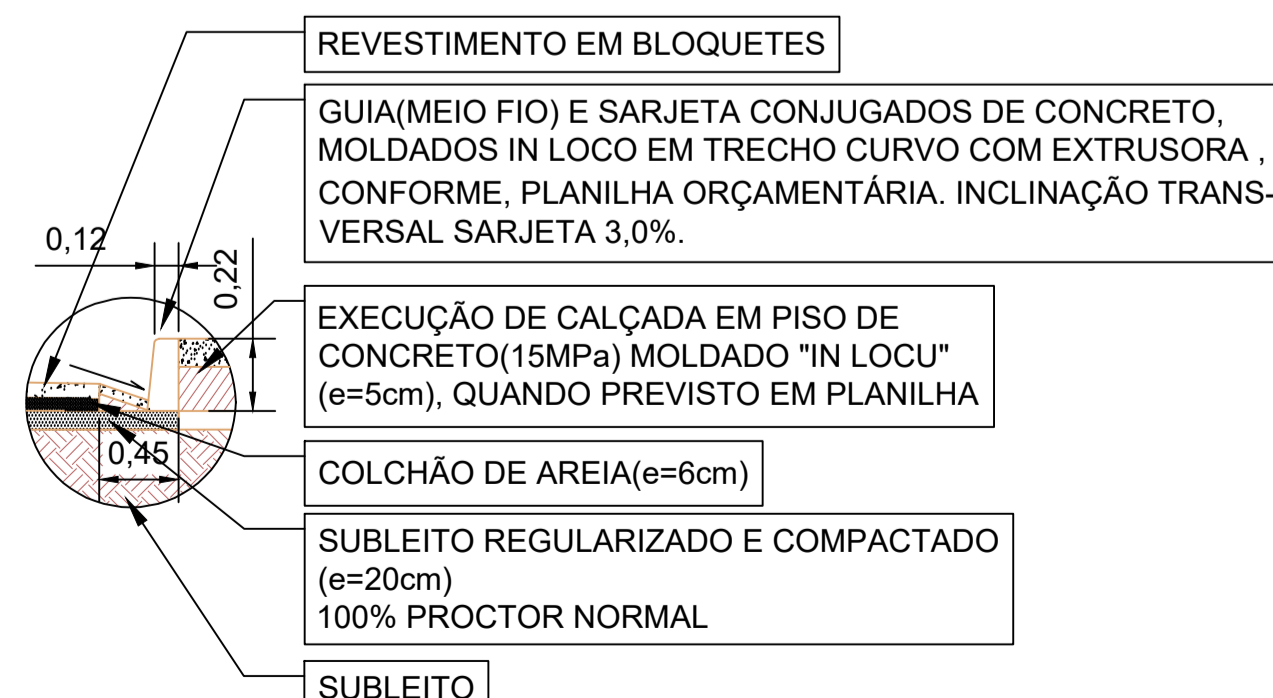 REVESTIMENTO EM BLOQUETES
GUIA(MEIO FIO) E SARJETA CONJUGADOS DE CONCRETO,
MOLDADOS IN LOCO EM TRECHO CURVO COM EXTRUSORA ,
CONFORME, PLANILHA ORÇAMENTÁRIA. INCLINAÇÃO TRANS-
VERSAL SARJETA 3,0%.
0,12
0,22
EXECUÇÃO DE CALÇADA EM PISO DE
CONCRETO(15MPa) MOLDADO "IN LOCU"
(e=5cm), QUANDO PREVISTO EM PLANILHA
0,45
COLCHÃO DE AREIA(e=6cm)
SUBLEITO REGULARIZADO E COMPACTADO
(e=20cm)
100% PROCTOR NORMAL
SUBLEITO